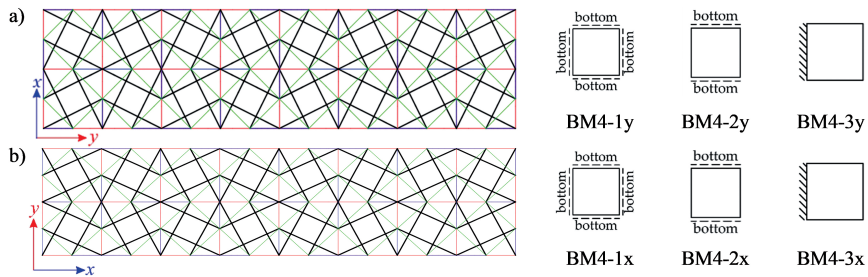 a)
x
y
bottom
bottom
bottom
bottom
BM4-1y
bottom
bottom
BM4-2y
BM4-3y
b)
y
x
bottom
bottom
bottom
bottom
BM4-1x
bottom
bottom
BM4-2x
BM4-3x